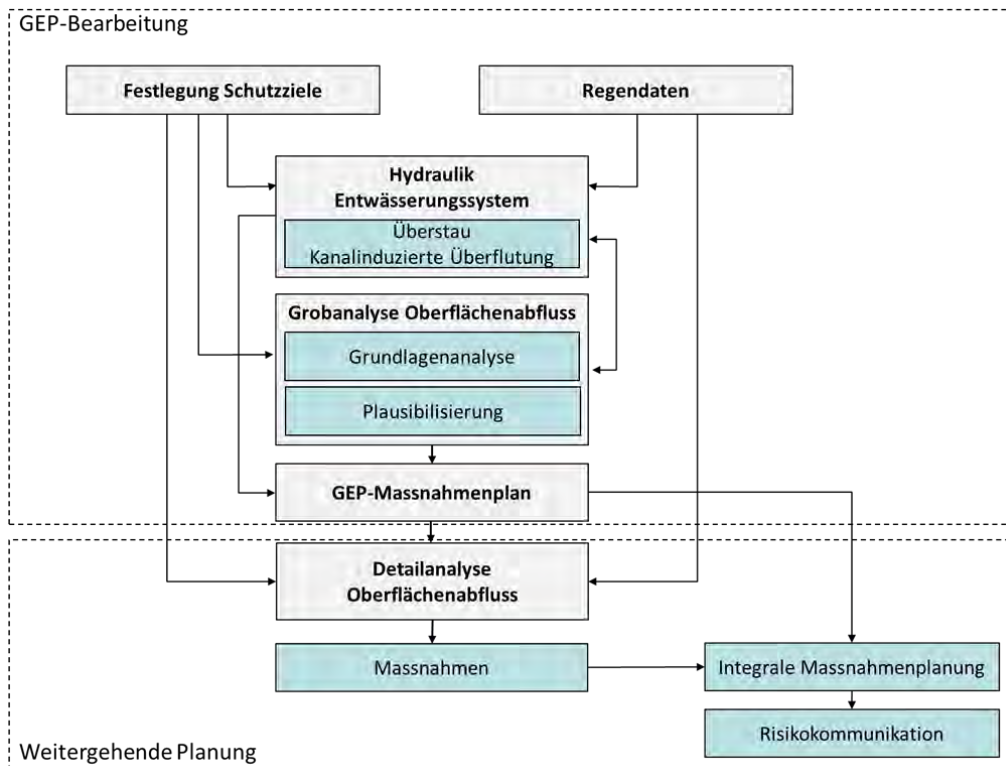 GEP-Bearbeitung
Festlegung Schutzziele
Regendaten
Hydraulik
Entwässerungssystem
Überstau
Kanalinduzierte Überflutung
Grobanalyse Oberflächenabfluss
Grundlagenanalyse
Plausibilisierung
GEP-Massnahmenplan
Detailanalyse
Oberflächenabfluss
Massnahmen
Integrale Massnahmenplanung
Risikokommunikation
Weitergehende Planung